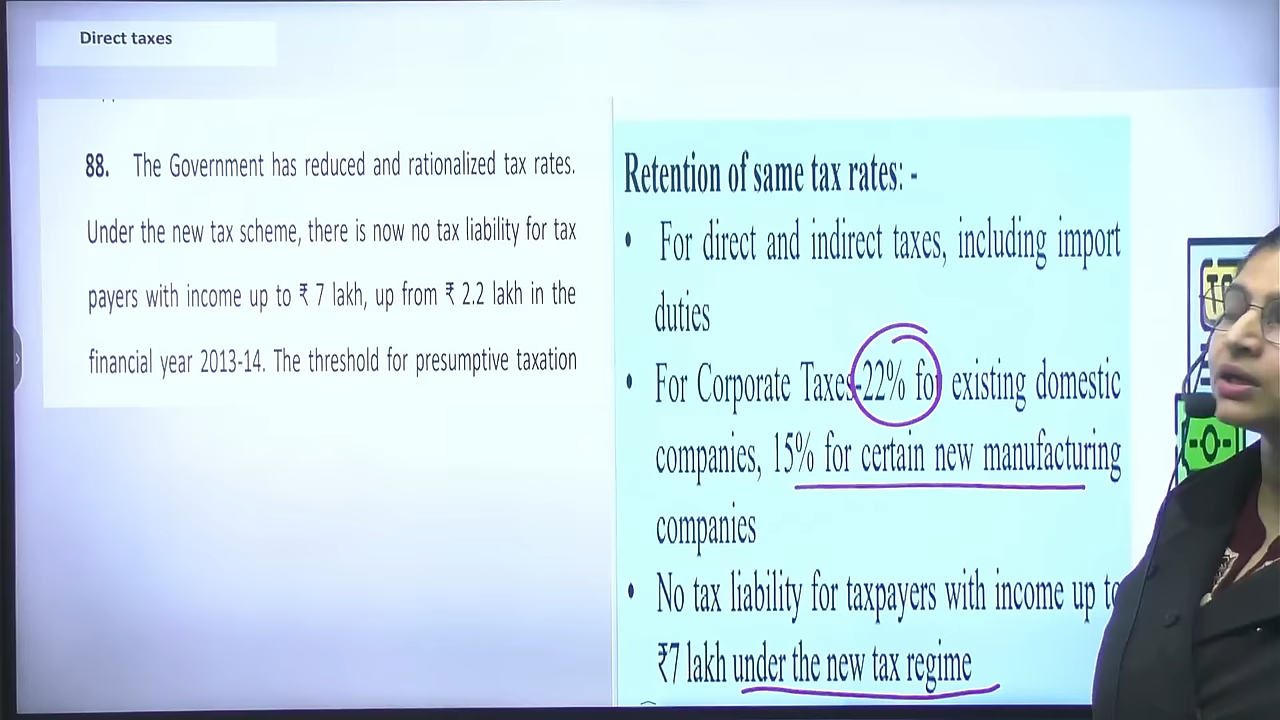 Direct taxes
88. The Government has reduced and rationalized tax rates.
Under the new tax scheme, there is now no tax liability for tax
payers with income up to ₹ 7 lakh, up from ₹ 2.2 lakh in the
financial year 2013-14. The threshold for presumptive taxation
Retention of same tax rates: -
• For direct and indirect taxes, including import
duties
• For Corporate Taxes-22% for existing domestic
companies, 15% for certain new manufacturing
companies
• No tax liability for taxpayers with income up to
₹7 lakh under the new tax regime